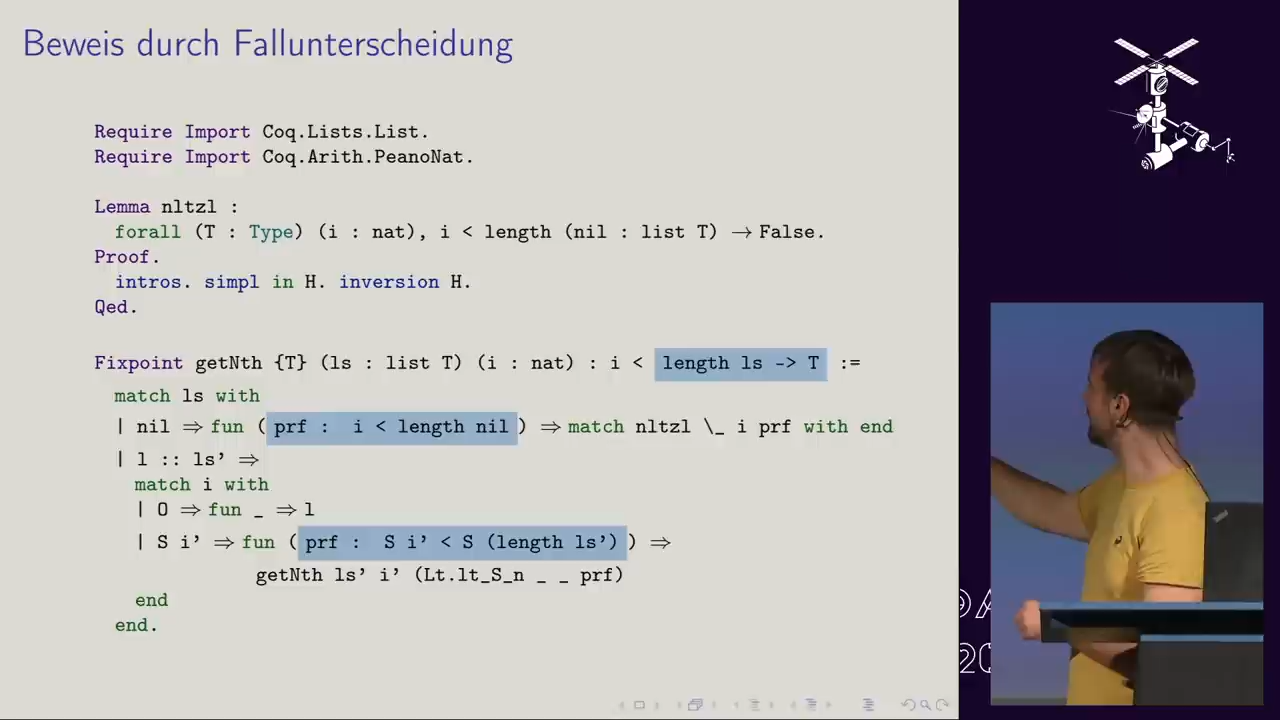 Beweis durch Fallunterscheidung
Require Import Coq.Lists.List.
Require Import Coq.Arith.PeanoNat.
Lemma nltzl :
forall (T : Type) (i : nat), i < length (nil : list T) → False.
Proof.
intros. simpl in H. inversion H.
Qed.
Fixpoint getNth {T} (ls : list T) (i : nat) : i < length ls -> T :=
match ls with
| nil ⇒ fun ( prf : i < length nil ) ⇒ match nltzl \_ i prf with end
| l :: ls’ ⇒
match i with
| O ⇒ fun _ ⇒ l
| S i’ ⇒ fun ( prf : S i’ < S (length ls’) ) ⇒
getNth ls’ i’ (Lt.lt_S_n _ _ prf)
end
end.